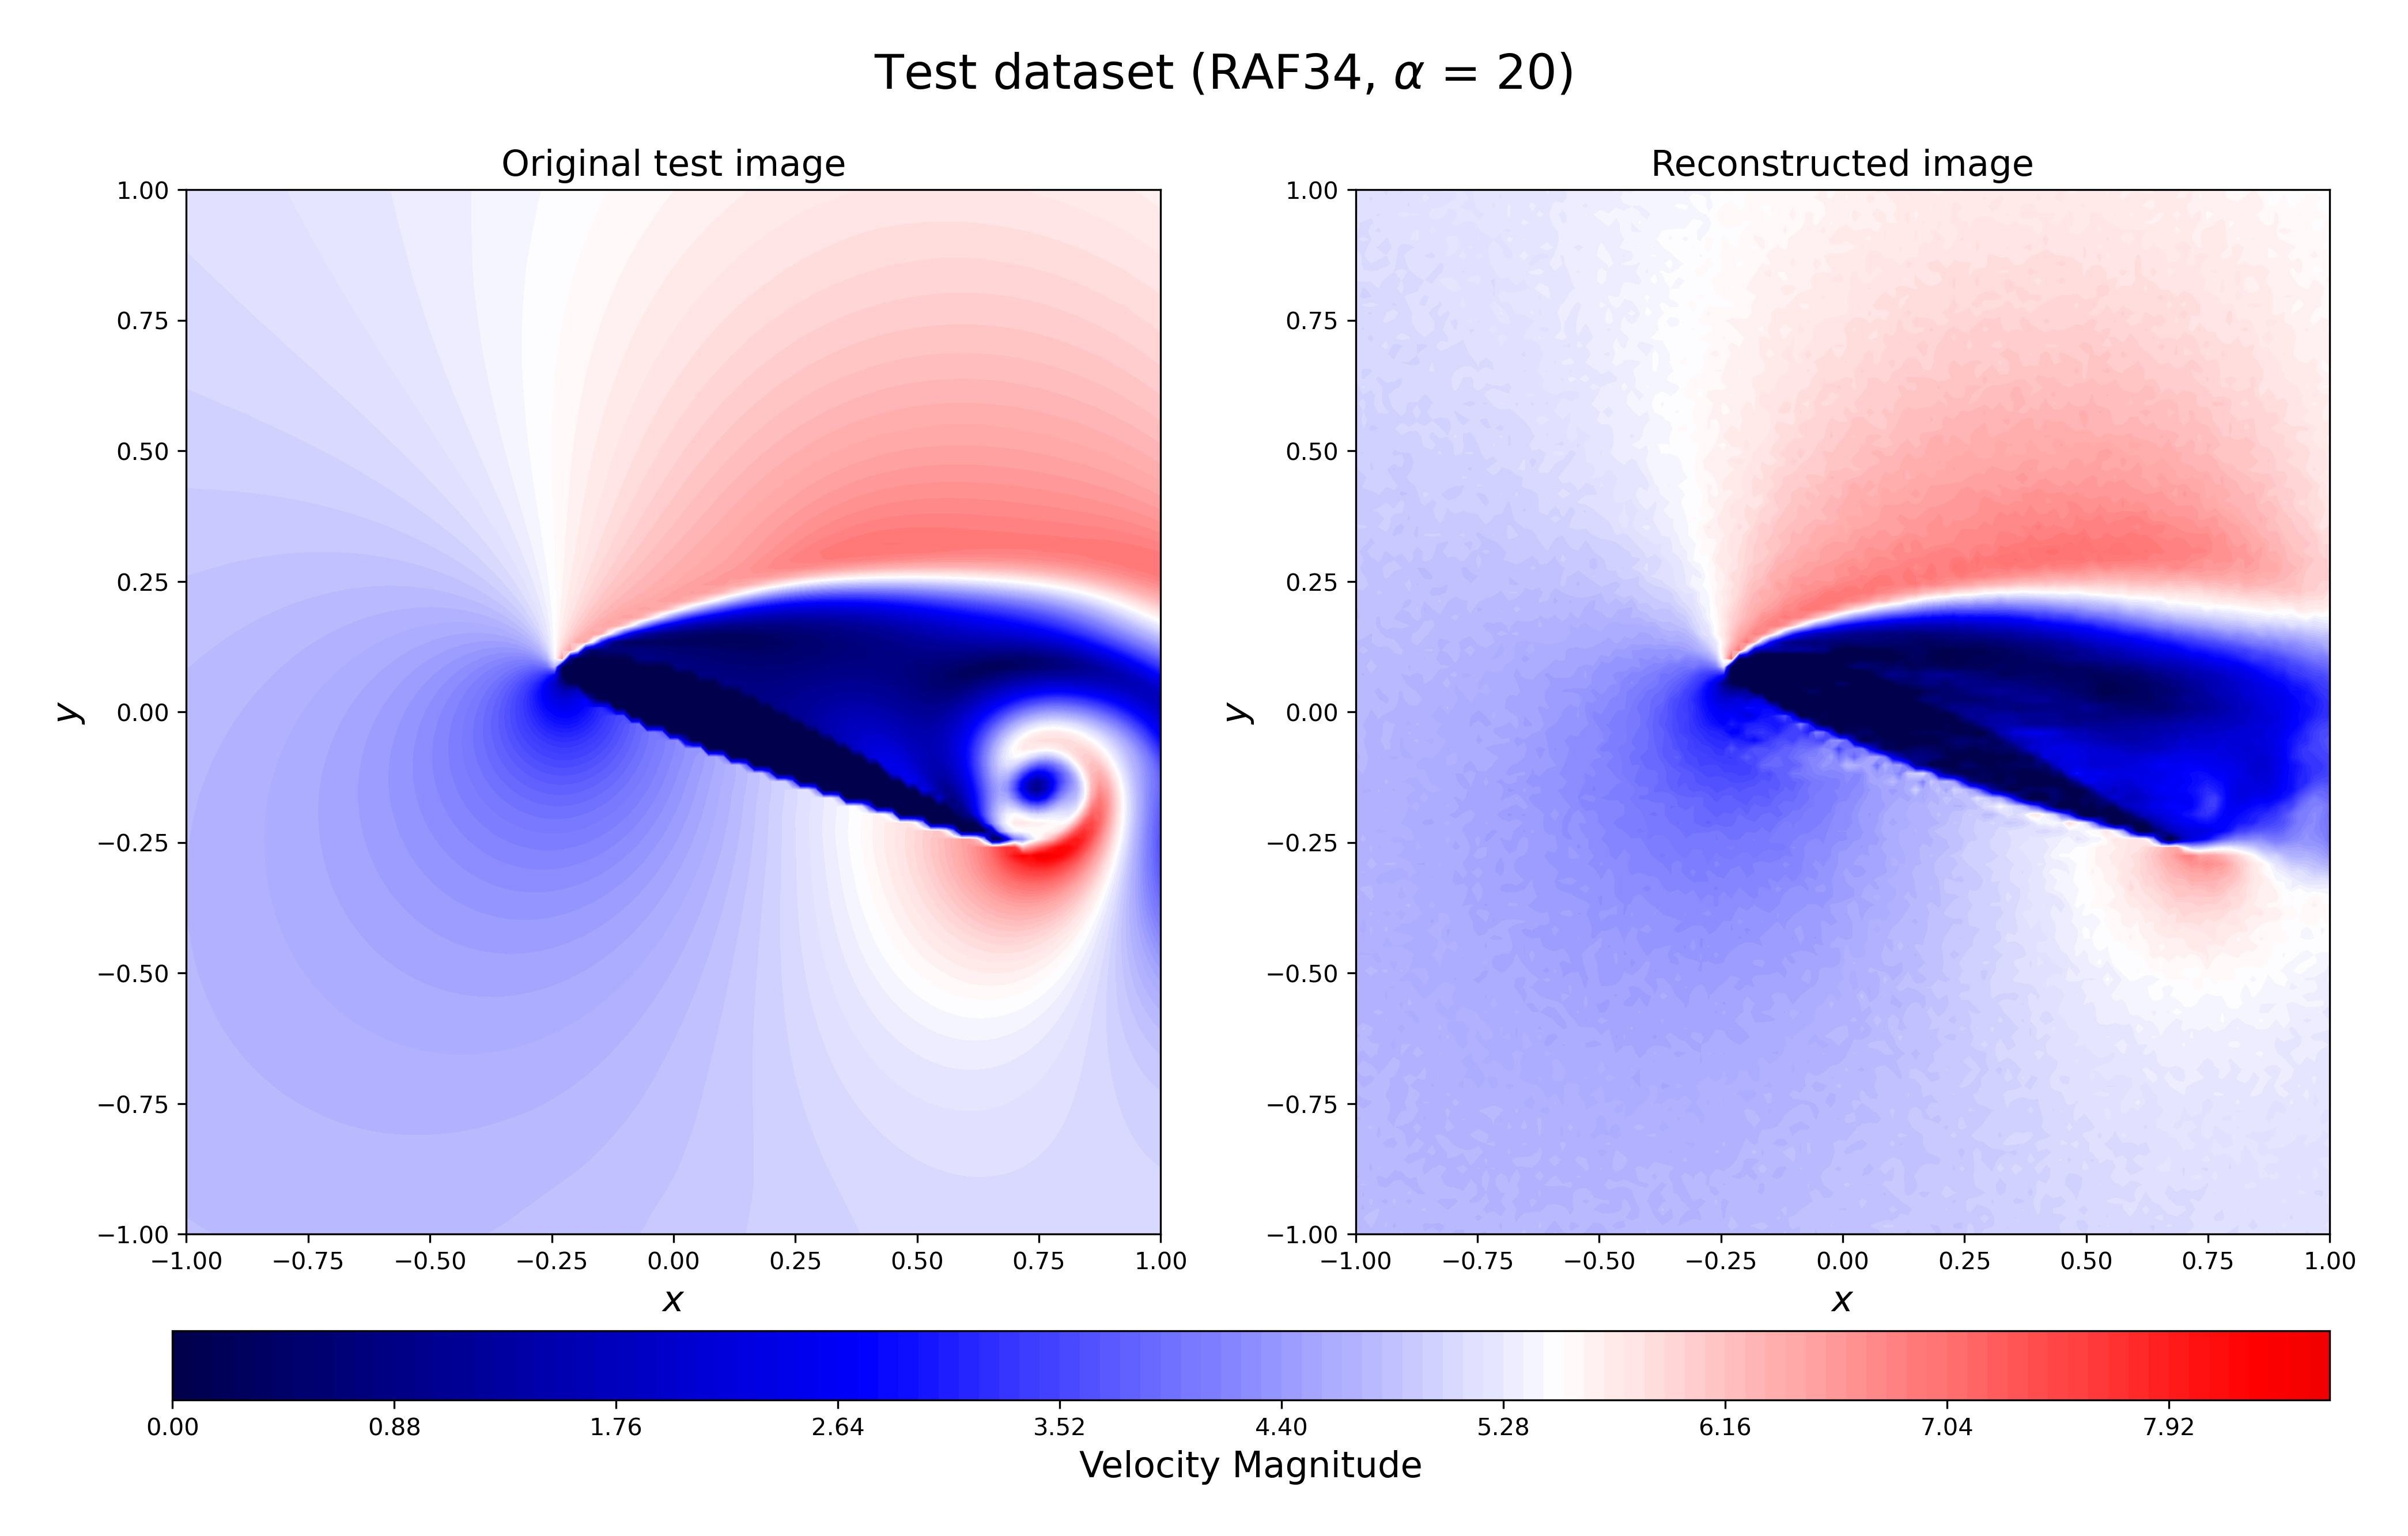 Test dataset (RAF34, α = 20)
Original test image
Reconstructed image
1.00
0.75
0.50
0.25
0.00
−0.25
−0.50
−0.75
−1.00
y
−1.00 −0.75 −0.50 −0.25 0.00 0.25 0.50 0.75 1.00
x
1.00
0.75
0.50
0.25
0.00
−0.25
−0.50
−0.75
−1.00
y
−1.00 −0.75 −0.50 −0.25 0.00 0.25 0.50 0.75 1.00
x
0.00 0.88 1.76 2.64 3.52 4.40 5.28 6.16 7.04 7.92
Velocity Magnitude